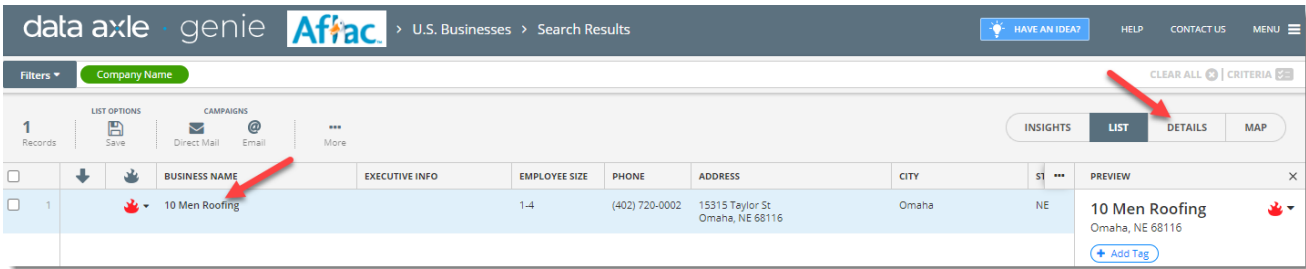 data axle genie Aflac. > U.S. Businesses > Search Results HAVE AN IDEA? HELP CONTACT US MENU
Filters Company Name CLEAR ALL | CRITERIA
LIST OPTIONS CAMPAIGNS
1 @ ...
Records Save Direct Mail Email More INSIGHTS LIST DETAILS MAP
BUSINESS NAME EXECUTIVE INFO EMPLOYEE SIZE PHONE ADDRESS CITY ST ... PREVIEW ×
1 10 Men Roofing 1-4 (402) 720-0002 15315 Taylor St Omaha NE 10 Men Roofing
Omaha, NE 68116 Omaha, NE 68116
+ Add Tag